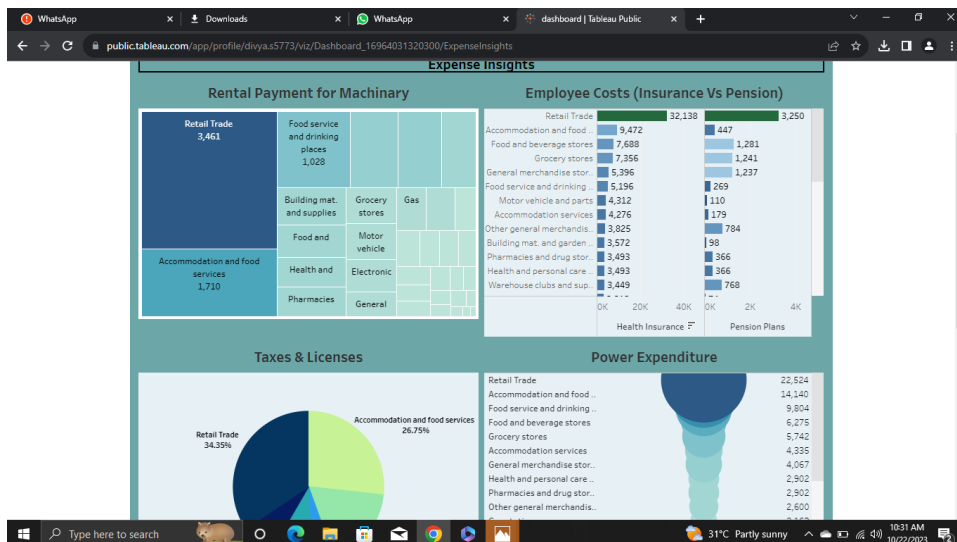 WhatsApp
Downloads
WhatsApp
dashboard | Tableau Public
public.tableau.com/app/profile/divya.s5773/viz/Dashboard_16964031320300/ExpenseInsights
Expense Insights
Rental Payment for Machinary
Retail Trade
3,461
Food service
and drinking
places
1,028
Building mat.
and supplies
Grocery
stores
Gas
Food and
Motor
vehicle
Accommodation and food
services
1,710
Health and
Electronic
Pharmacies
General
Employee Costs (Insurance Vs Pension)
Retail Trade 32,138 3,250
Accommodation and food .. 9,472 447
Food and beverage stores 7,688 1,281
Grocery stores 7,356 1,241
General merchandise stor.. 5,396 1,237
Food service and drinking .. 5,196 269
Motor vehicle and parts 4,312 110
Accommodation services 4,276 179
Other general merchandis.. 3,825 784
Building mat. and garden .. 3,572 98
Pharmacies and drug stor.. 3,493 366
Health and personal care .. 3,493 366
Warehouse clubs and sup.. 3,449 768
0K 20K 40K 0K 2K 4K
Health Insurance Pension Plans
Taxes & Licenses
Accommodation and food services
26.75%
Retail Trade
34.35%
Power Expenditure
Retail Trade 22,524
Accommodation and food .. 14,140
Food service and drinking .. 9,804
Food and beverage stores 6,275
Grocery stores 5,742
Accommodation services 4,335
General merchandise stor.. 4,067
Health and personal care .. 2,902
Pharmacies and drug stor.. 2,902
Other general merchandis.. 2,600
Type here to search
31°C Partly sunny
10:31 AM
10/22/2023